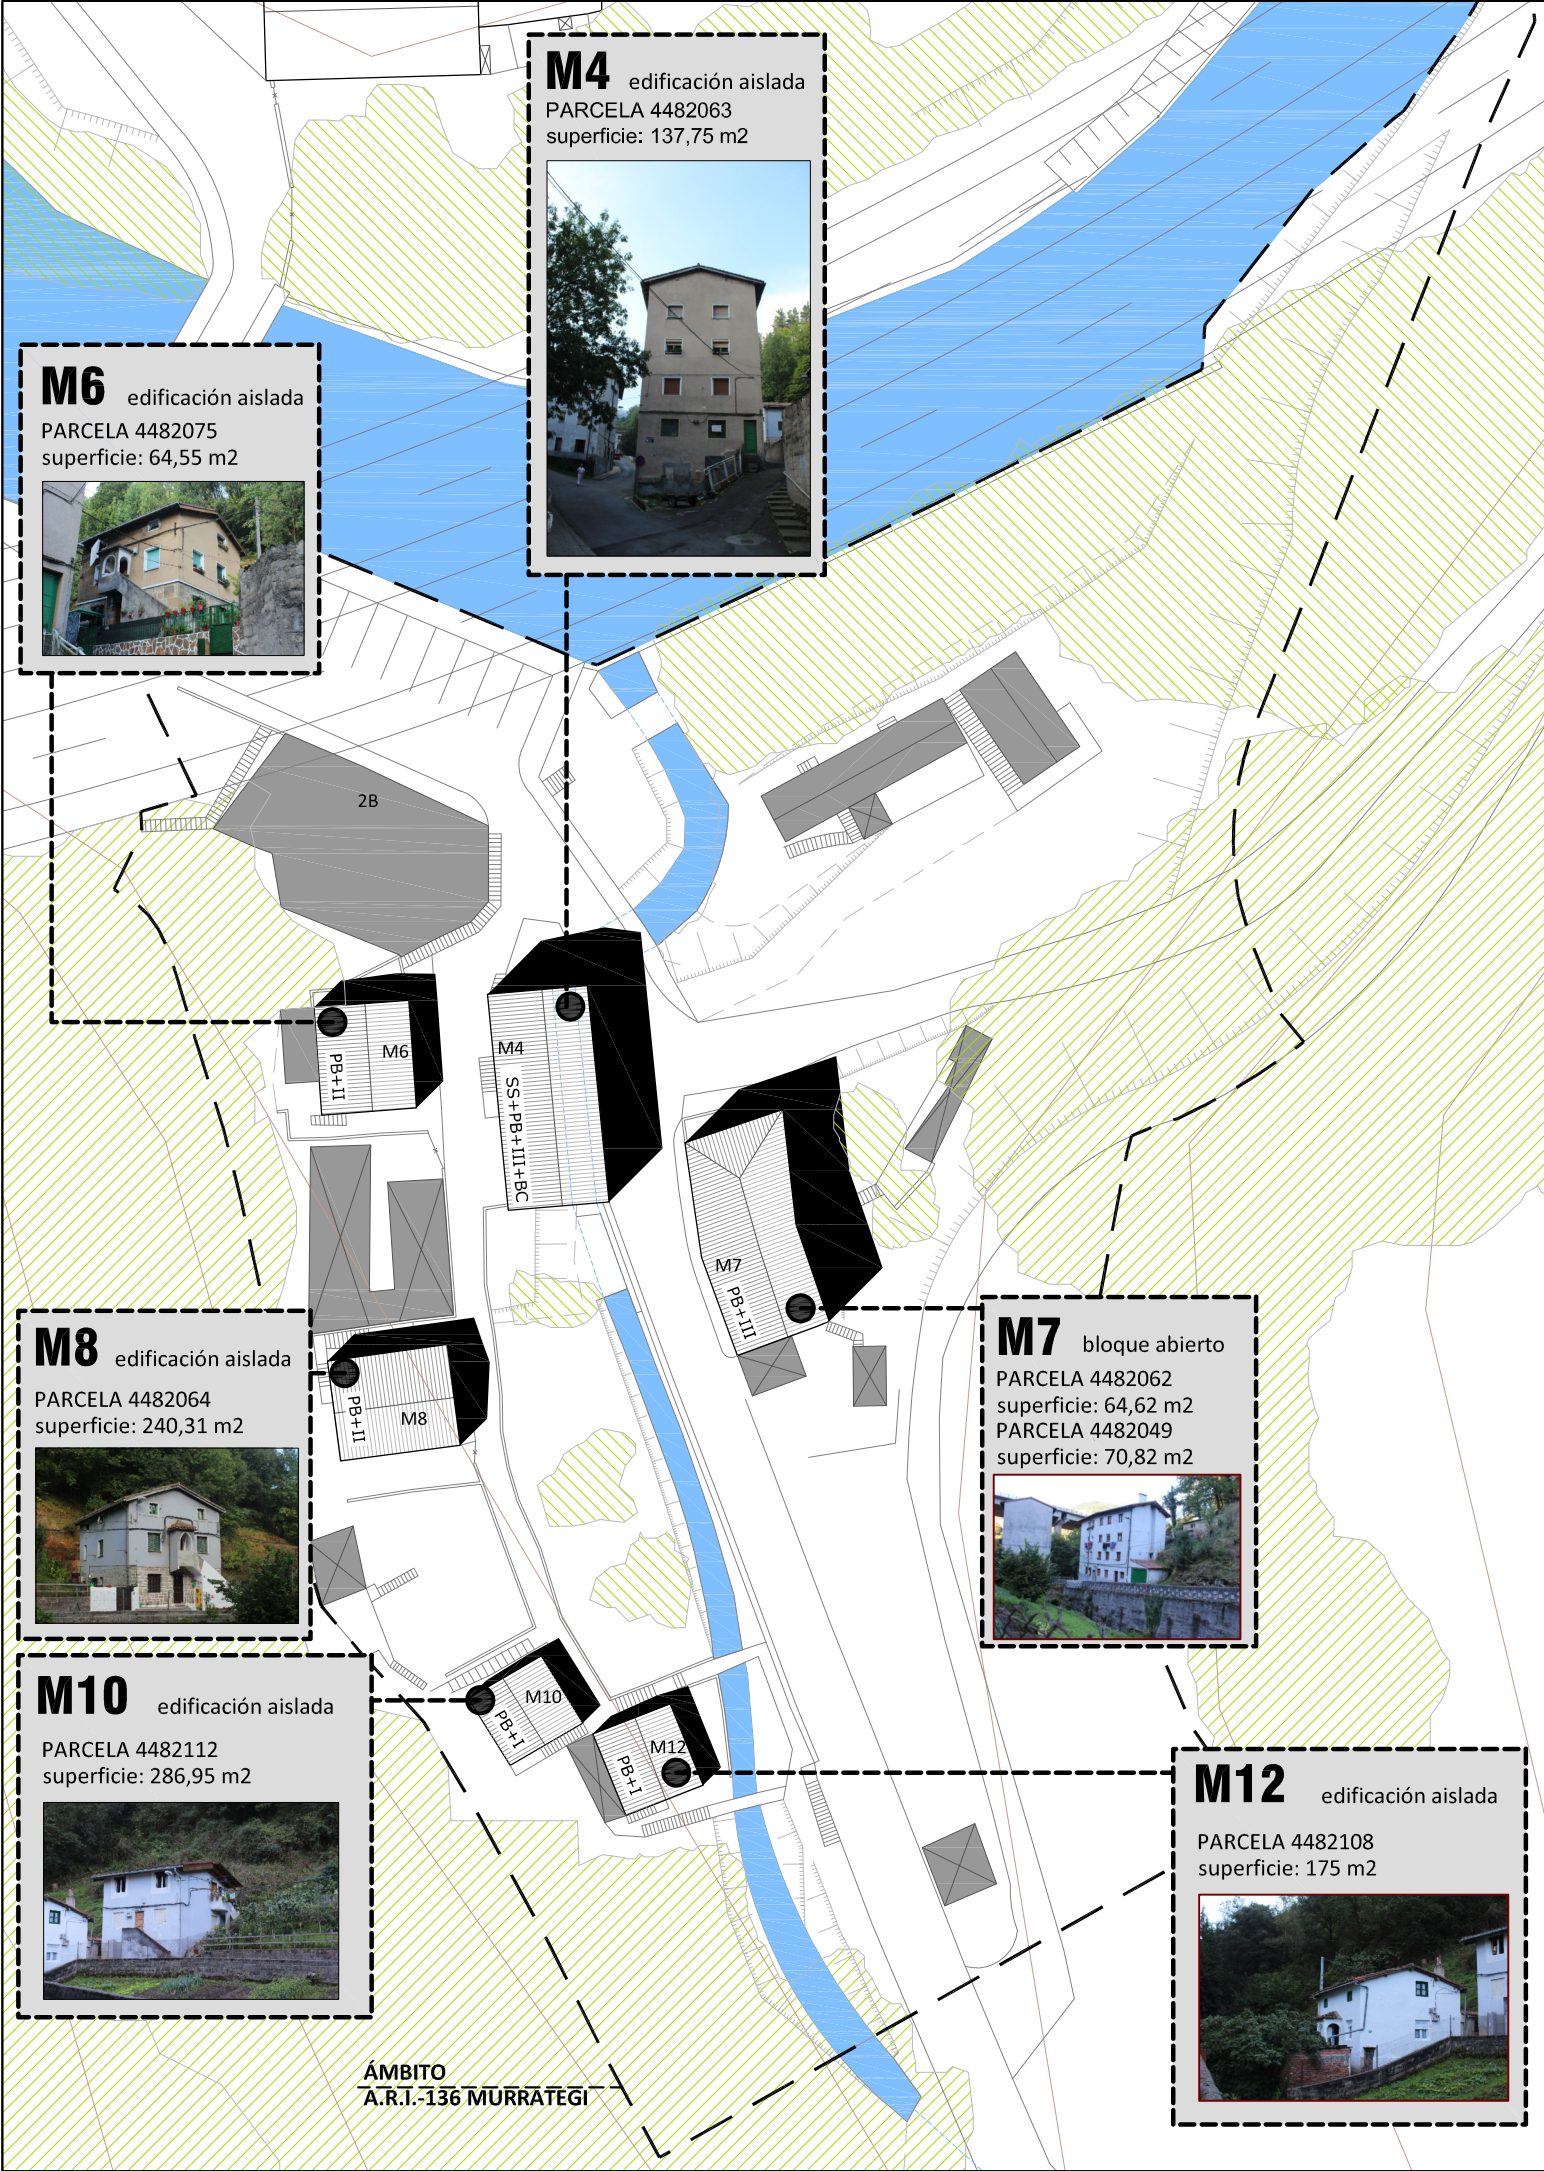 M4 edificación aislada
PARCELA 4482063
superficie: 137,75 m2
M6 edificación aislada
PARCELA 4482075
superficie: 64,55 m2
2B
M6
PB+II
M4
SS+PB+III+BC
M7
PB+III
M8 edificación aislada
PARCELA 4482064
superficie: 240,31 m2
M7 bloque abierto
PARCELA 4482062
superficie: 64,62 m2
PARCELA 4482049
superficie: 70,82 m2
PB+II
M8
M10 edificación aislada
PARCELA 4482112
superficie: 286,95 m2
M10
PB+I
M12
PB+I
M12 edificación aislada
PARCELA 4482108
superficie: 175 m2
ÁMBITO
A.R.I.-136 MURRATEGI